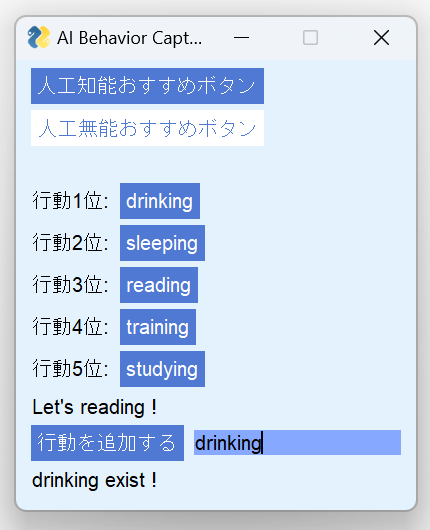 AI Behavior Capt...
人工知能おすすめボタン
人工無能おすすめボタン
行動1位: drinking
行動2位: sleeping
行動3位: reading
行動4位: training
行動5位: studying
Let's reading !
行動を追加する drinking
drinking exist !